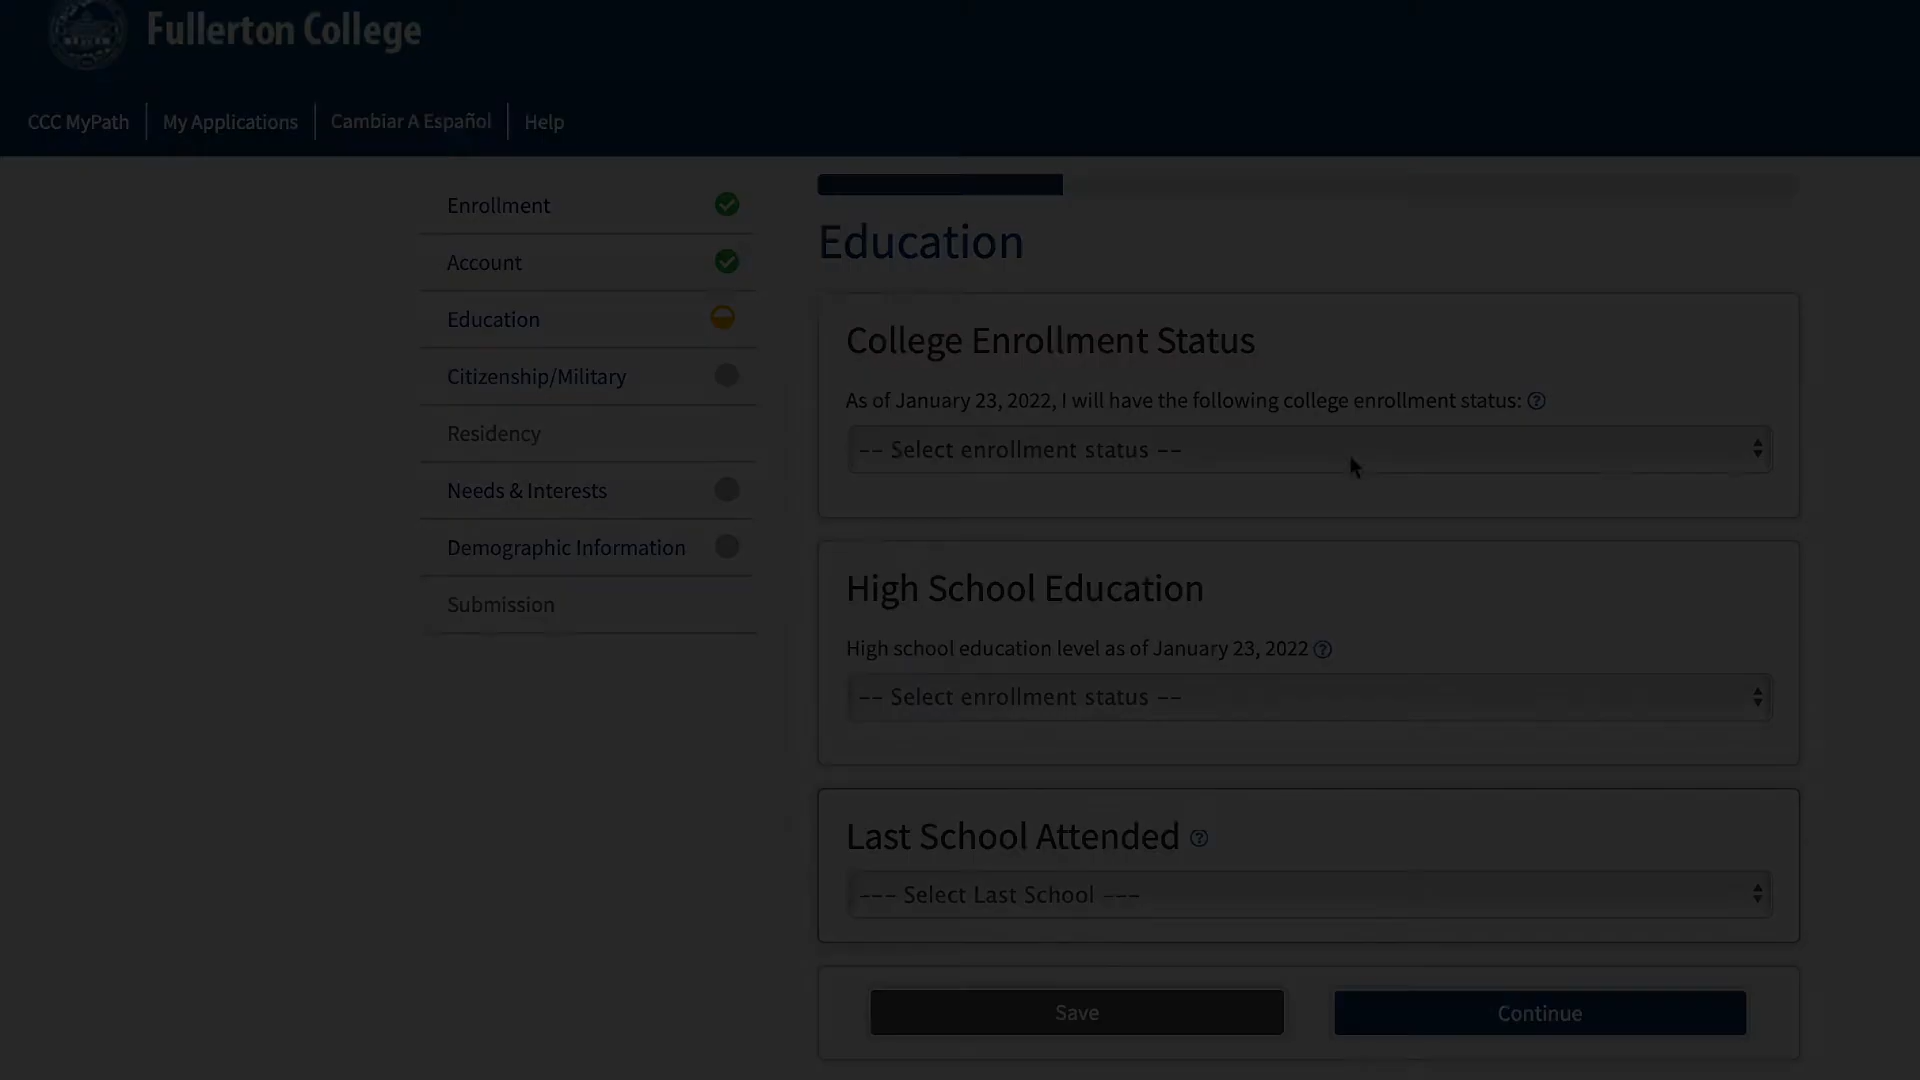 Fullerton College
CCC MyPath
My Applications
Cambiar A Español
Help
Enrollment
Account
Education
Citizenship/Military
Residency
Needs & Interests
Demographic Information
Submission
Education
College Enrollment Status
As of January 23, 2022, I will have the following college enrollment status:
-- Select enrollment status --
High School Education
High school education level as of January 23, 2022
-- Select enrollment status --
Last School Attended
--- Select Last School ---
Save
Continue